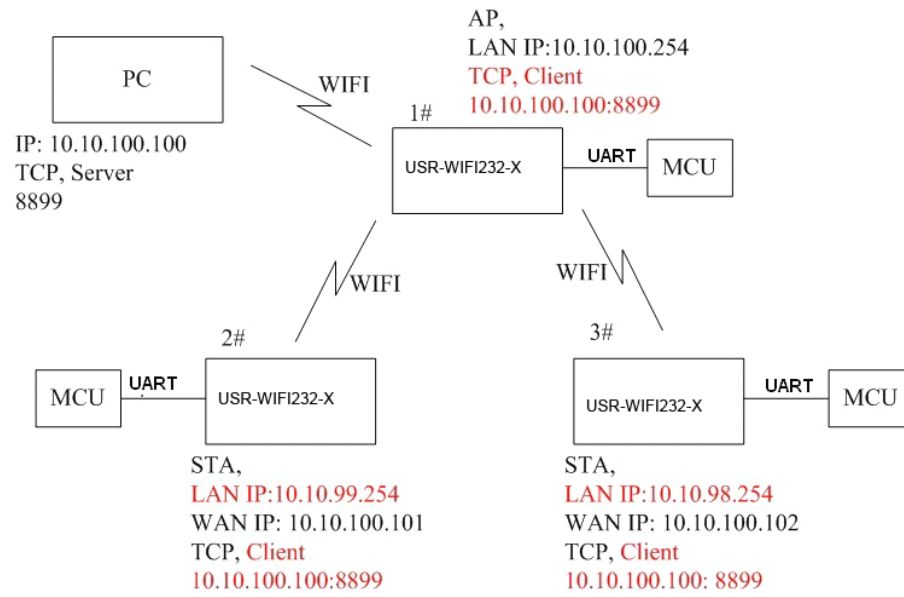 AP,
LAN IP:10.10.100.254
TCP, Client
10.10.100.100:8899
PC
WIFI
1#
IP: 10.10.100.100
TCP, Server
8899
USR-WIFI232-X
UART
MCU
WIFI
WIFI
2#
3#
MCU
UART
USR-WIFI232-X
USR-WIFI232-X
UART
MCU
STA,
LAN IP:10.10.99.254
WAN IP: 10.10.100.101
TCP, Client
10.10.100.100:8899
STA,
LAN IP:10.10.98.254
WAN IP: 10.10.100.102
TCP, Client
10.10.100.100: 8899